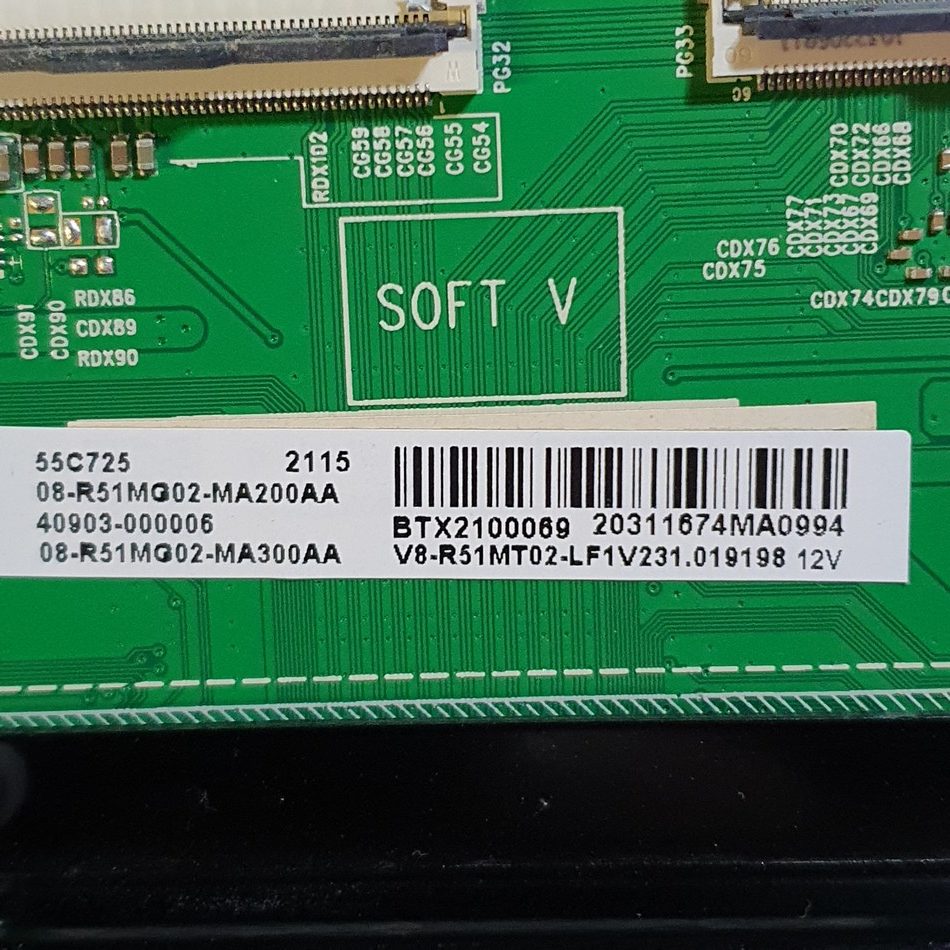 PG32
PG33
RDX102
CG59
CG58
CG57
CG56
CG55
CG54
CDX70
CDX72
CDX66
CDX68
CDX77
CDX71
CDX73
CDX67
CDX69
CDX76
CDX75
CDX74CDX79
RDX86
CDX89
RDX90
CDX91
CDX90
SOFT V
55C725 2115
08-R51MG02-MA200AA
40903-000006
08-R51MG02-MA300AA
BTX2100069 20311674MA0994
V8-R51MT02-LF1V231.019198 12V